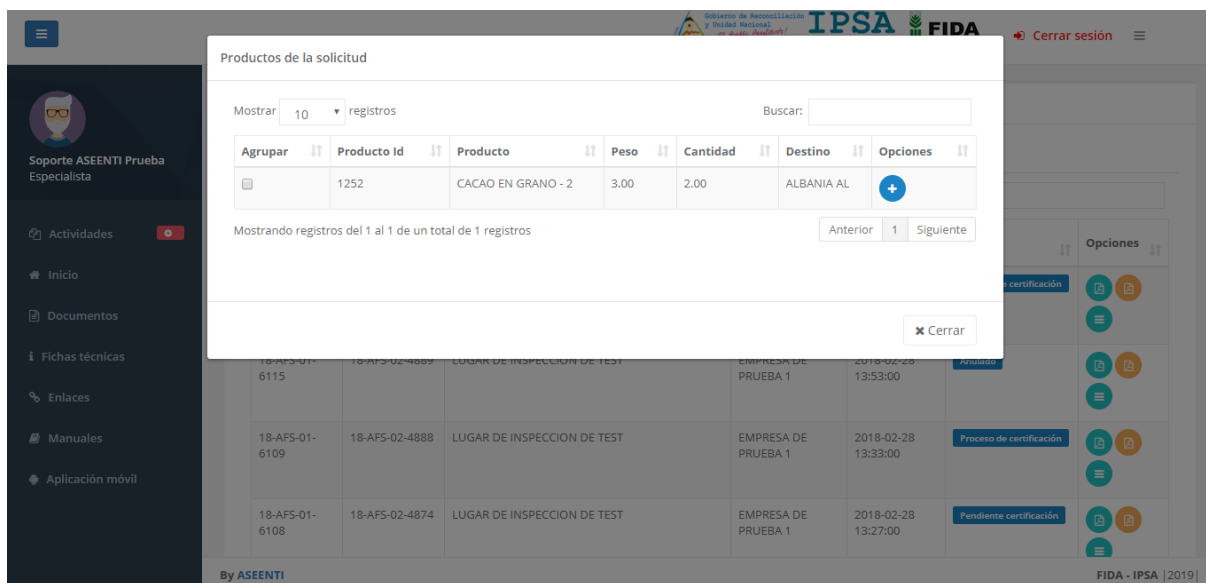 Gobierno de Reconciliación
y Unidad Nacional
IPSA
FIDA
Cerrar sesión
Productos de la solicitud
Mostrar 10 registros
Buscar:
Agrupar Producto Id Producto Peso Cantidad Destino Opciones
1252 CACAO EN GRANO - 2 3.00 2.00 ALBANIA AL
Mostrando registros del 1 al 1 de un total de 1 registros
Anterior 1 Siguiente
Cerrar
Soporte ASEENTI Prueba
Especialista
Actividades
Inicio
Documentos
Fichas técnicas
Enlaces
Manuales
Aplicación móvil
Opciones
certificación
18-AFS-01-6115 18-AFS-02-4889 LUGAR DE INSPECCION DE TEST EMPRESA DE PRUEBA 1 2018-02-28 13:53:00 Anulado
18-AFS-01-6109 18-AFS-02-4888 LUGAR DE INSPECCION DE TEST EMPRESA DE PRUEBA 1 2018-02-28 13:33:00 Proceso de certificación
18-AFS-01-6108 18-AFS-02-4874 LUGAR DE INSPECCION DE TEST EMPRESA DE PRUEBA 1 2018-02-28 13:27:00 Pendiente certificación
By ASEENTI
FIDA - IPSA |2019|